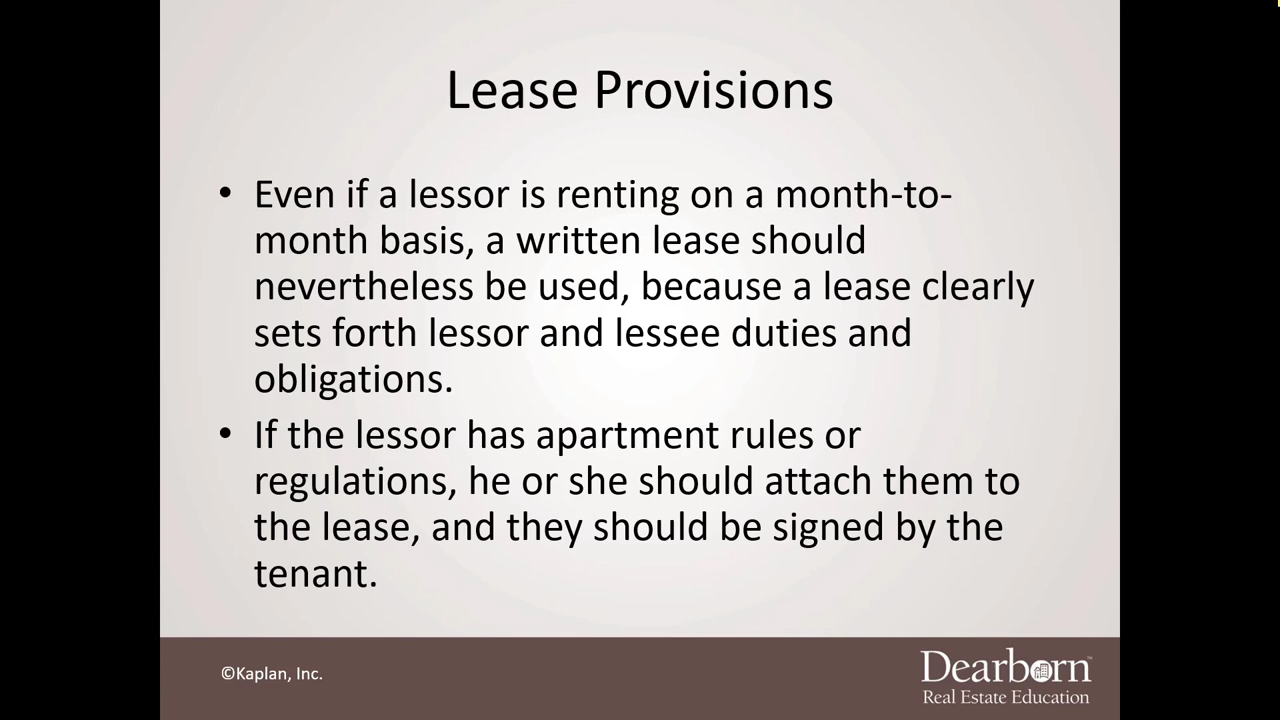 Lease Provisions
• Even if a lessor is renting on a month-to-
month basis, a written lease should
nevertheless be used, because a lease clearly
sets forth lessor and lessee duties and
obligations.
• If the lessor has apartment rules or
regulations, he or she should attach them to
the lease, and they should be signed by the
tenant.
©Kaplan, Inc.
Dearborn™
Real Estate Education